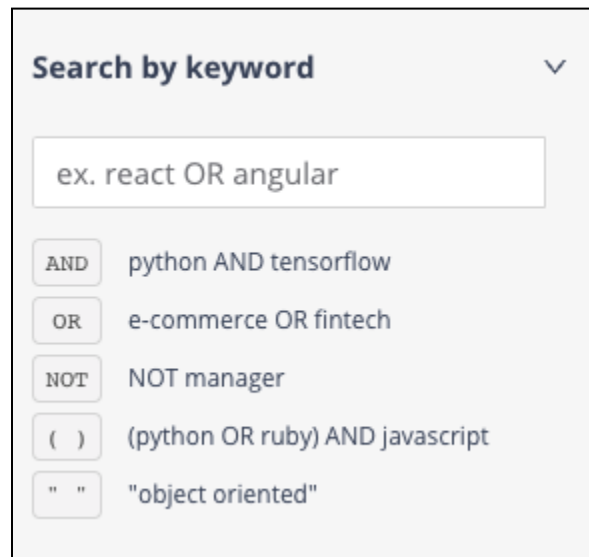 Search by keyword
ex. react OR angular
AND python AND tensorflow
OR e-commerce OR fintech
NOT NOT manager
( ) (python OR ruby) AND javascript
" " "object oriented"